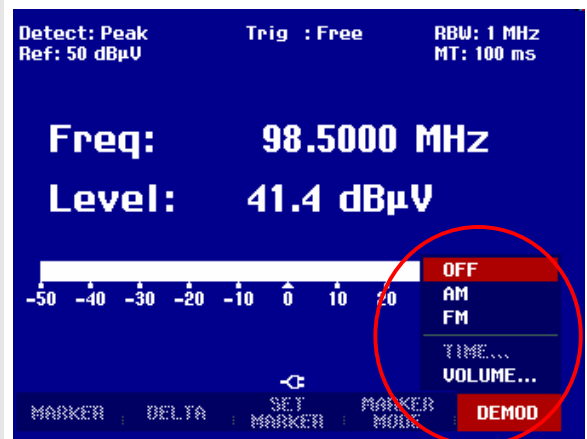 Detect: Peak Trig : Free RBW: 1 MHz
Ref: 50 dBµV MT: 100 ms
Freq: 98.5000 MHz
Level: 41.4 dBµV
-50 -40 -30 -20 -10 0 10 20
OFF
AM
FM
TIME...
VOLUME...
MARKER DELTA SET MARKER MARKER MODE DEMOD